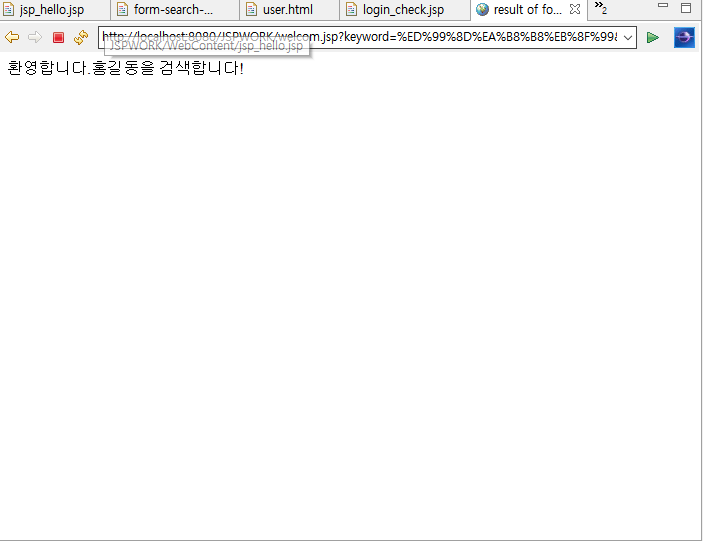 jsp_hello.jsp form-search-... user.html login_check.jsp result of fo... »2
http://localhost:8080/JSPWORK/welcom.jsp?keyword=%ED%99%8D%EA%B8%B8%EB%8F%99&
JSPWORK/WebContent/jsp_hello.jsp
환영합니다.홍길동을 검색합니다!